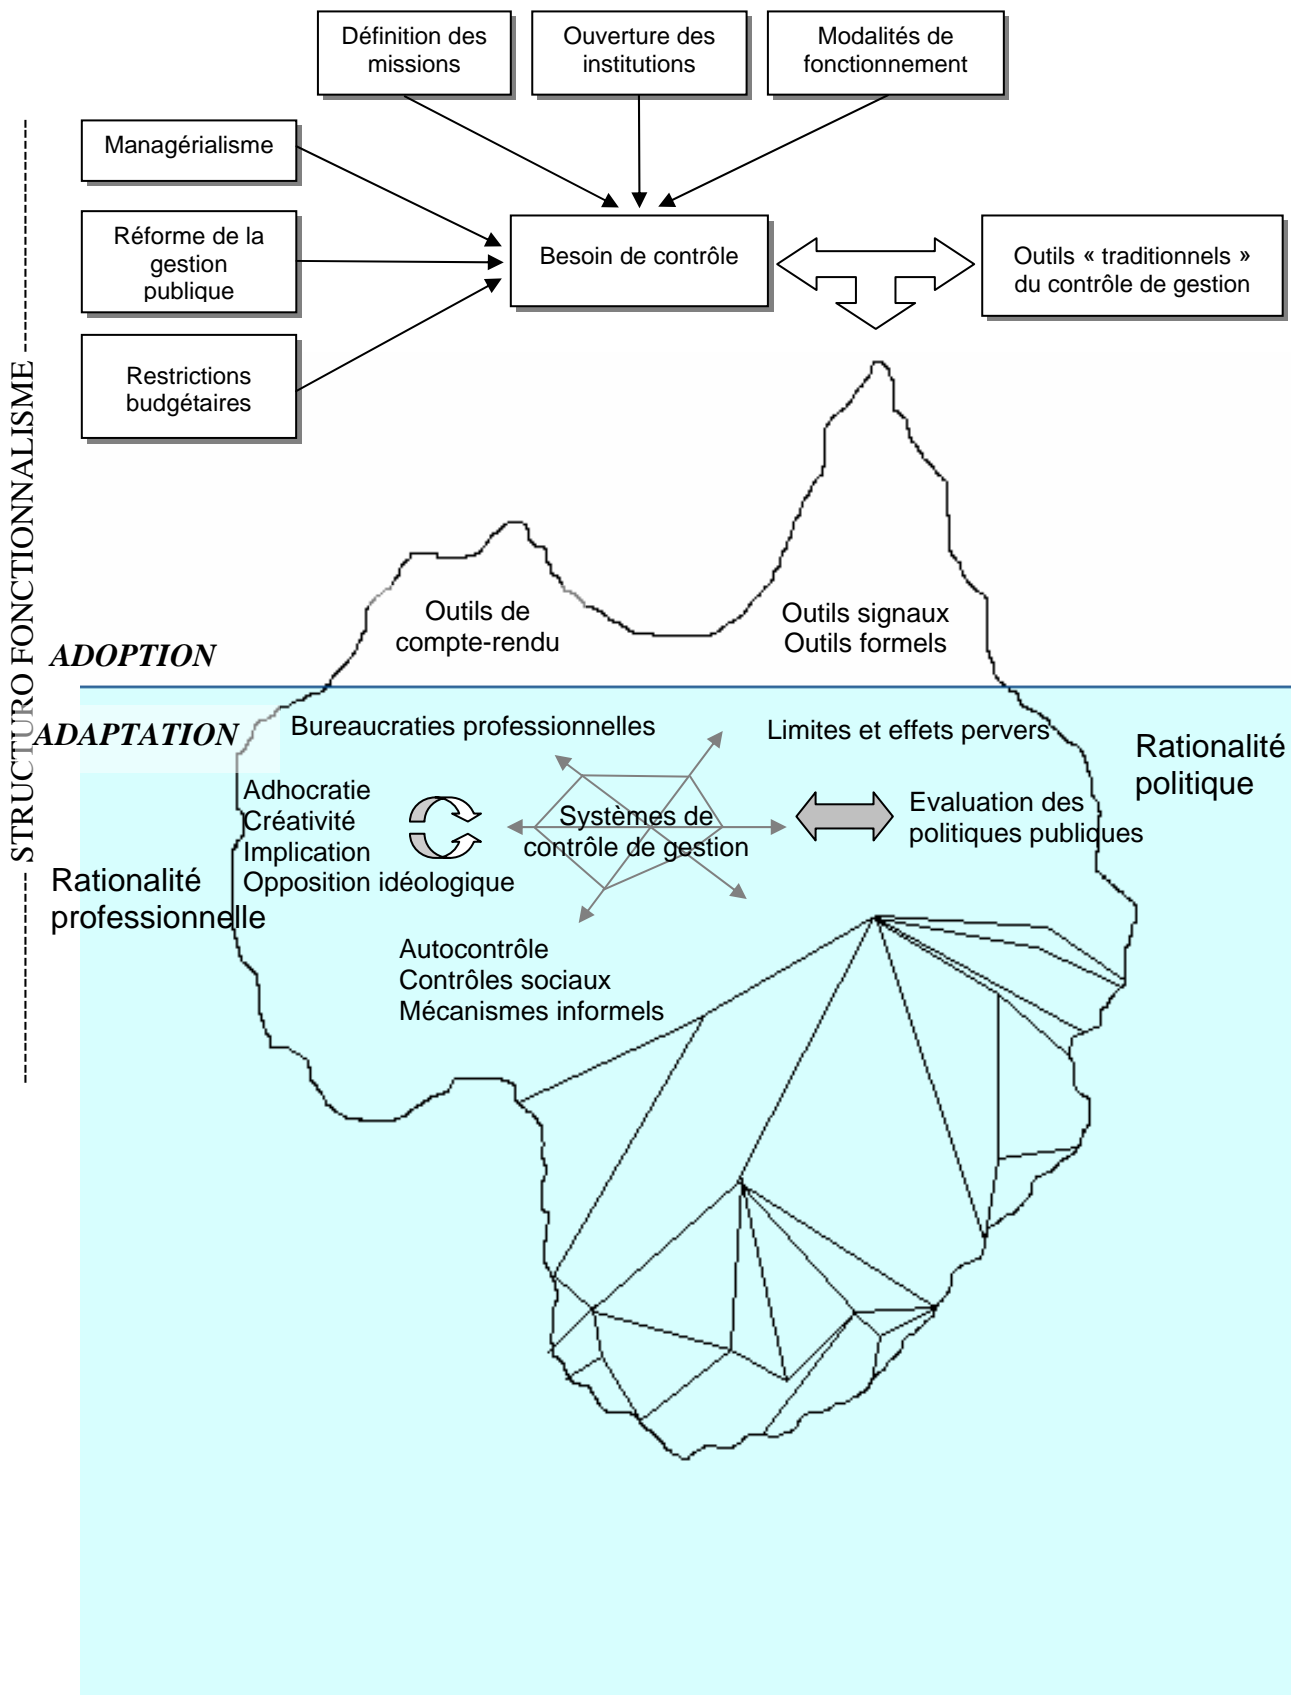 Définition des
missions
Ouverture des
institutions
Modalités de
fonctionnement
Managérialisme
Réforme de la
gestion
publique
Restrictions
budgétaires
Besoin de contrôle
Outils « traditionnels »
du contrôle de gestion
STRUCTURO FONCTIONNALISME
Outils de
compte-rendu
Outils signaux
Outils formels
ADOPTION
ADAPTATION
Bureaucraties professionnelles
Limites et effets pervers
Rationalité
politique
Adhocratie
Créativité
Implication
Opposition idéologique
Systèmes de
contrôle de gestion
Evaluation des
politiques publiques
Rationalité
professionnelle
Autocontrôle
Contrôles sociaux
Mécanismes informels